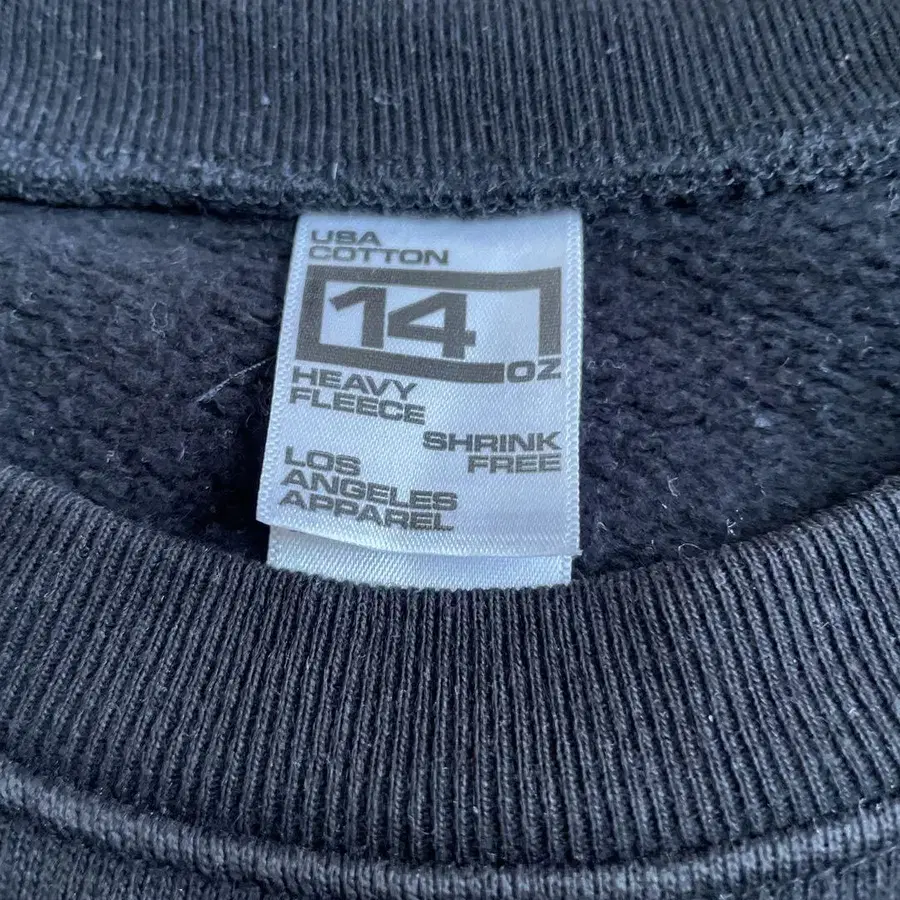 USA
COTTON
14
OZ
HEAVY
FLEECE
SHRINK
FREE
LOS
ANGELES
APPAREL